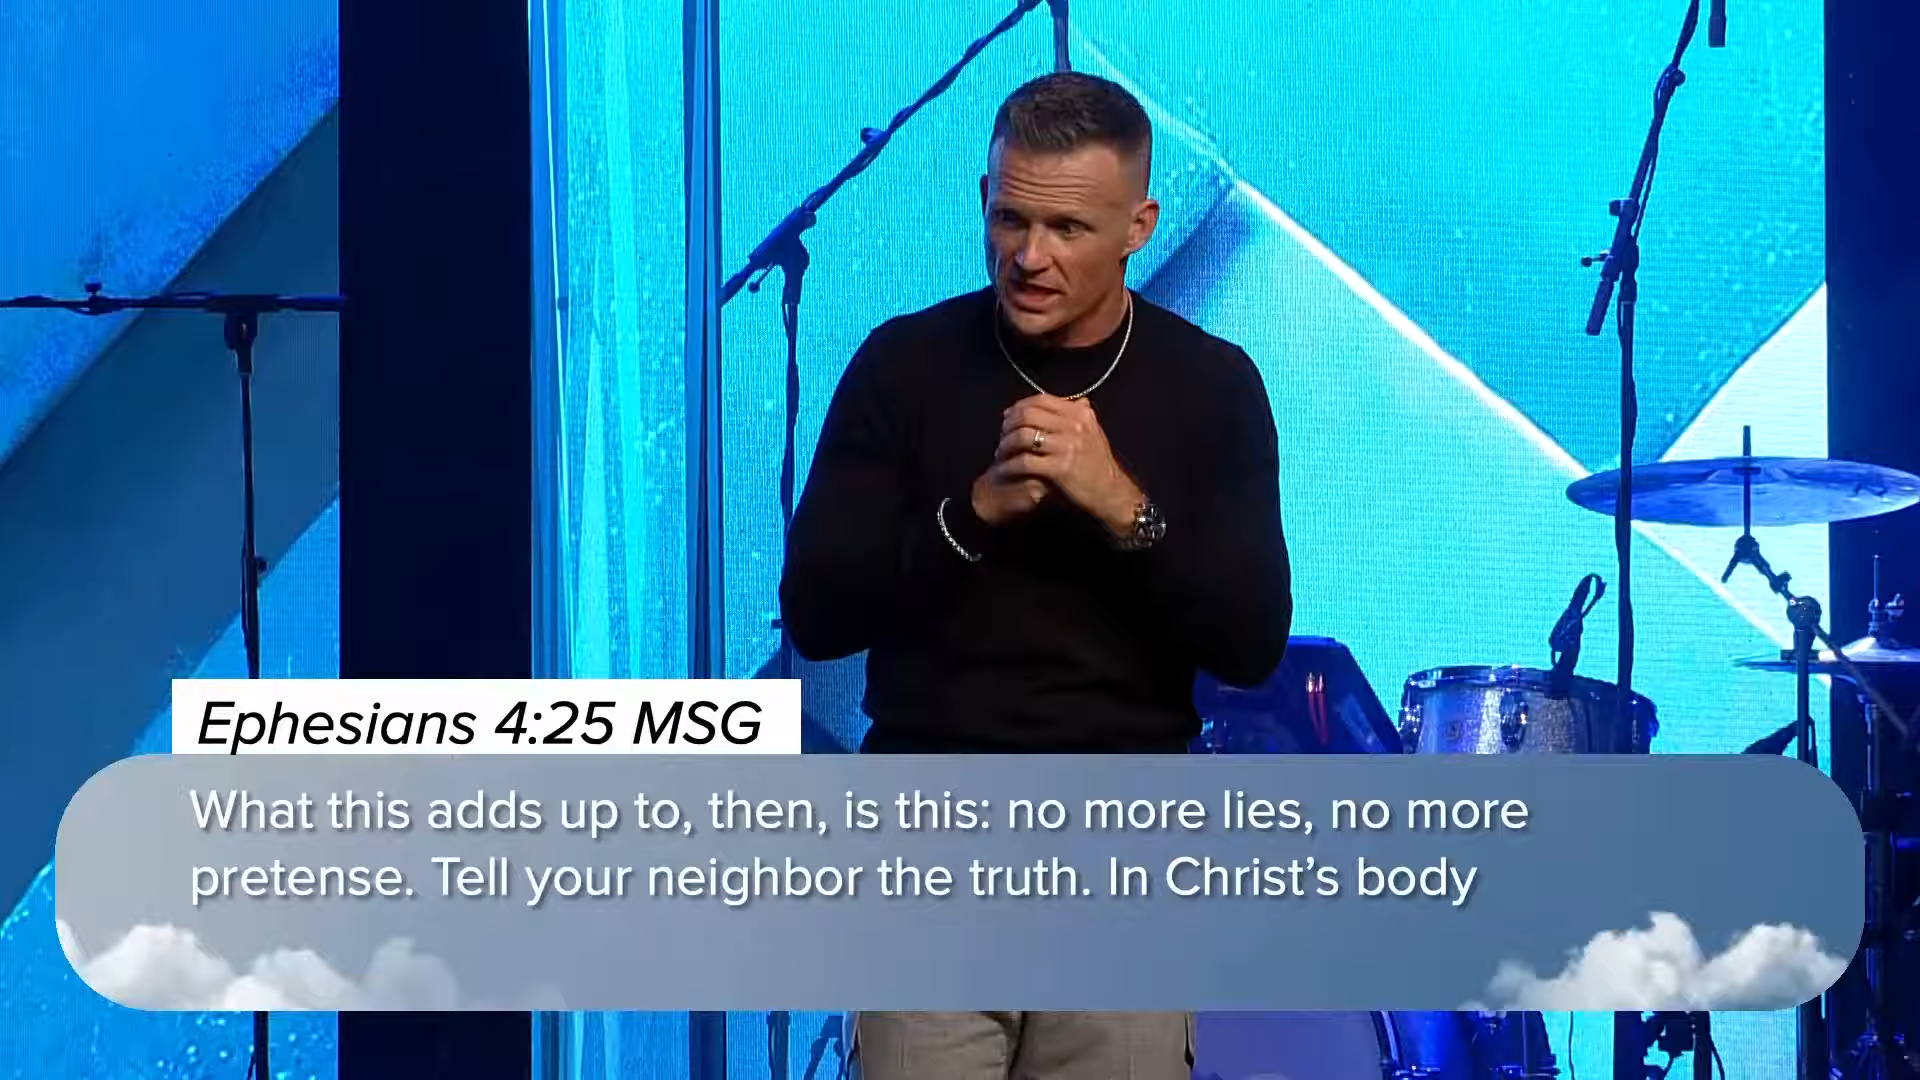 Ephesians 4:25 MSG
What this adds up to, then, is this: no more lies, no more
pretense. Tell your neighbor the truth. In Christ’s body